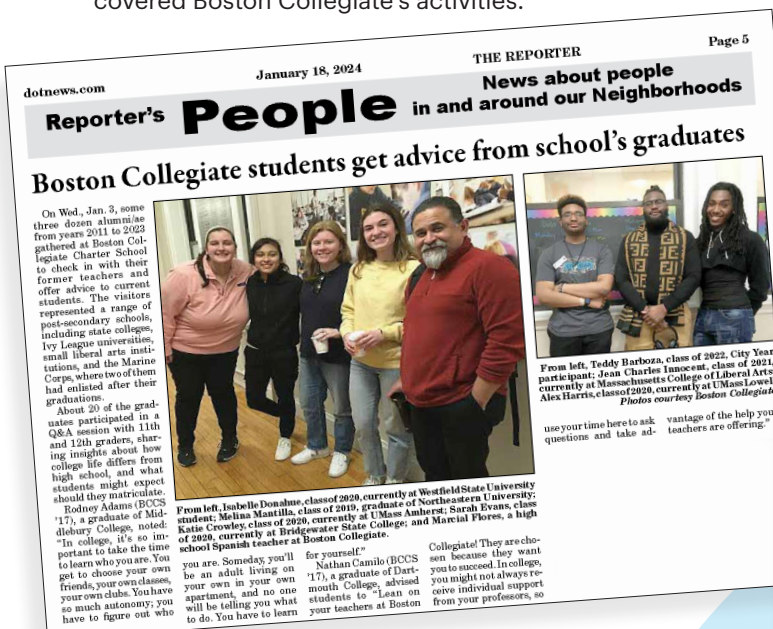 covered Boston Collegiate's activities.
dotnews.com
January 18, 2024
THE REPORTER
Page 5
Reporter's People News about people
in and around our Neighborhoods
Boston Collegiate students get advice from school's graduates
On Wed., Jan. 3, some
three dozen alumni/ae
from years 2011 to 2023
gathered at Boston Col-
legiate Charter School
to check in with their
former teachers and
offer advice to current
students. The visitors
represented a range of
post-secondary schools,
including state colleges,
Ivy League universities,
small liberal arts insti-
tutions, and the Marine
Corps, where two of them
had enlisted after their
graduations.
About 20 of the grad-
uates participated in a
Q&A session with 11th
and 12th graders, shar-
ing insights about how
college life differs from
high school, and what
students might expect
should they matriculate.
Rodney Adams (BCCS
'17), a graduate of Mid-
dlebury College, noted:
"In college, it's so im-
portant to take the time
to learn who you are. You
get to choose your own
friends, your own classes,
your own clubs. You have
so much autonomy; you
have to figure out who
From left, Isabelle Donahue, class of 2020, currently at Westfield State University
student; Melina Mantilla, class of 2019, graduate of Northeastern University;
Katie Crowley, class of 2020, currently at UMass Amherst; Sarah Evans, class
of 2020, currently at Bridgewater State College; and Marcial Flores, a high
school Spanish teacher at Boston Collegiate.
you are. Someday, you'll
be an adult living on
your own in your own
apartment, and no one
will be telling you what
to do. You have to learn
for yourself."
Nathan Camilo (BCCS
'17), a graduate of Dart-
mouth College, advised
students to "Lean on
your teachers at Boston
Collegiate! They are cho-
sen because they want
you to succeed. In college,
you might not always re-
ceive individual support
from your professors, so
From left, Teddy Barboza, class of 2022, City Year
participant; Jean Charles Innocent, class of 2021,
currently at Massachusetts College of Liberal Arts;
Alex Harris, class of 2020, currently at UMass Lowell.
Photos courtesy Boston Collegiate
use your time here to ask
questions and take ad-
vantage of the help your
teachers are offering."